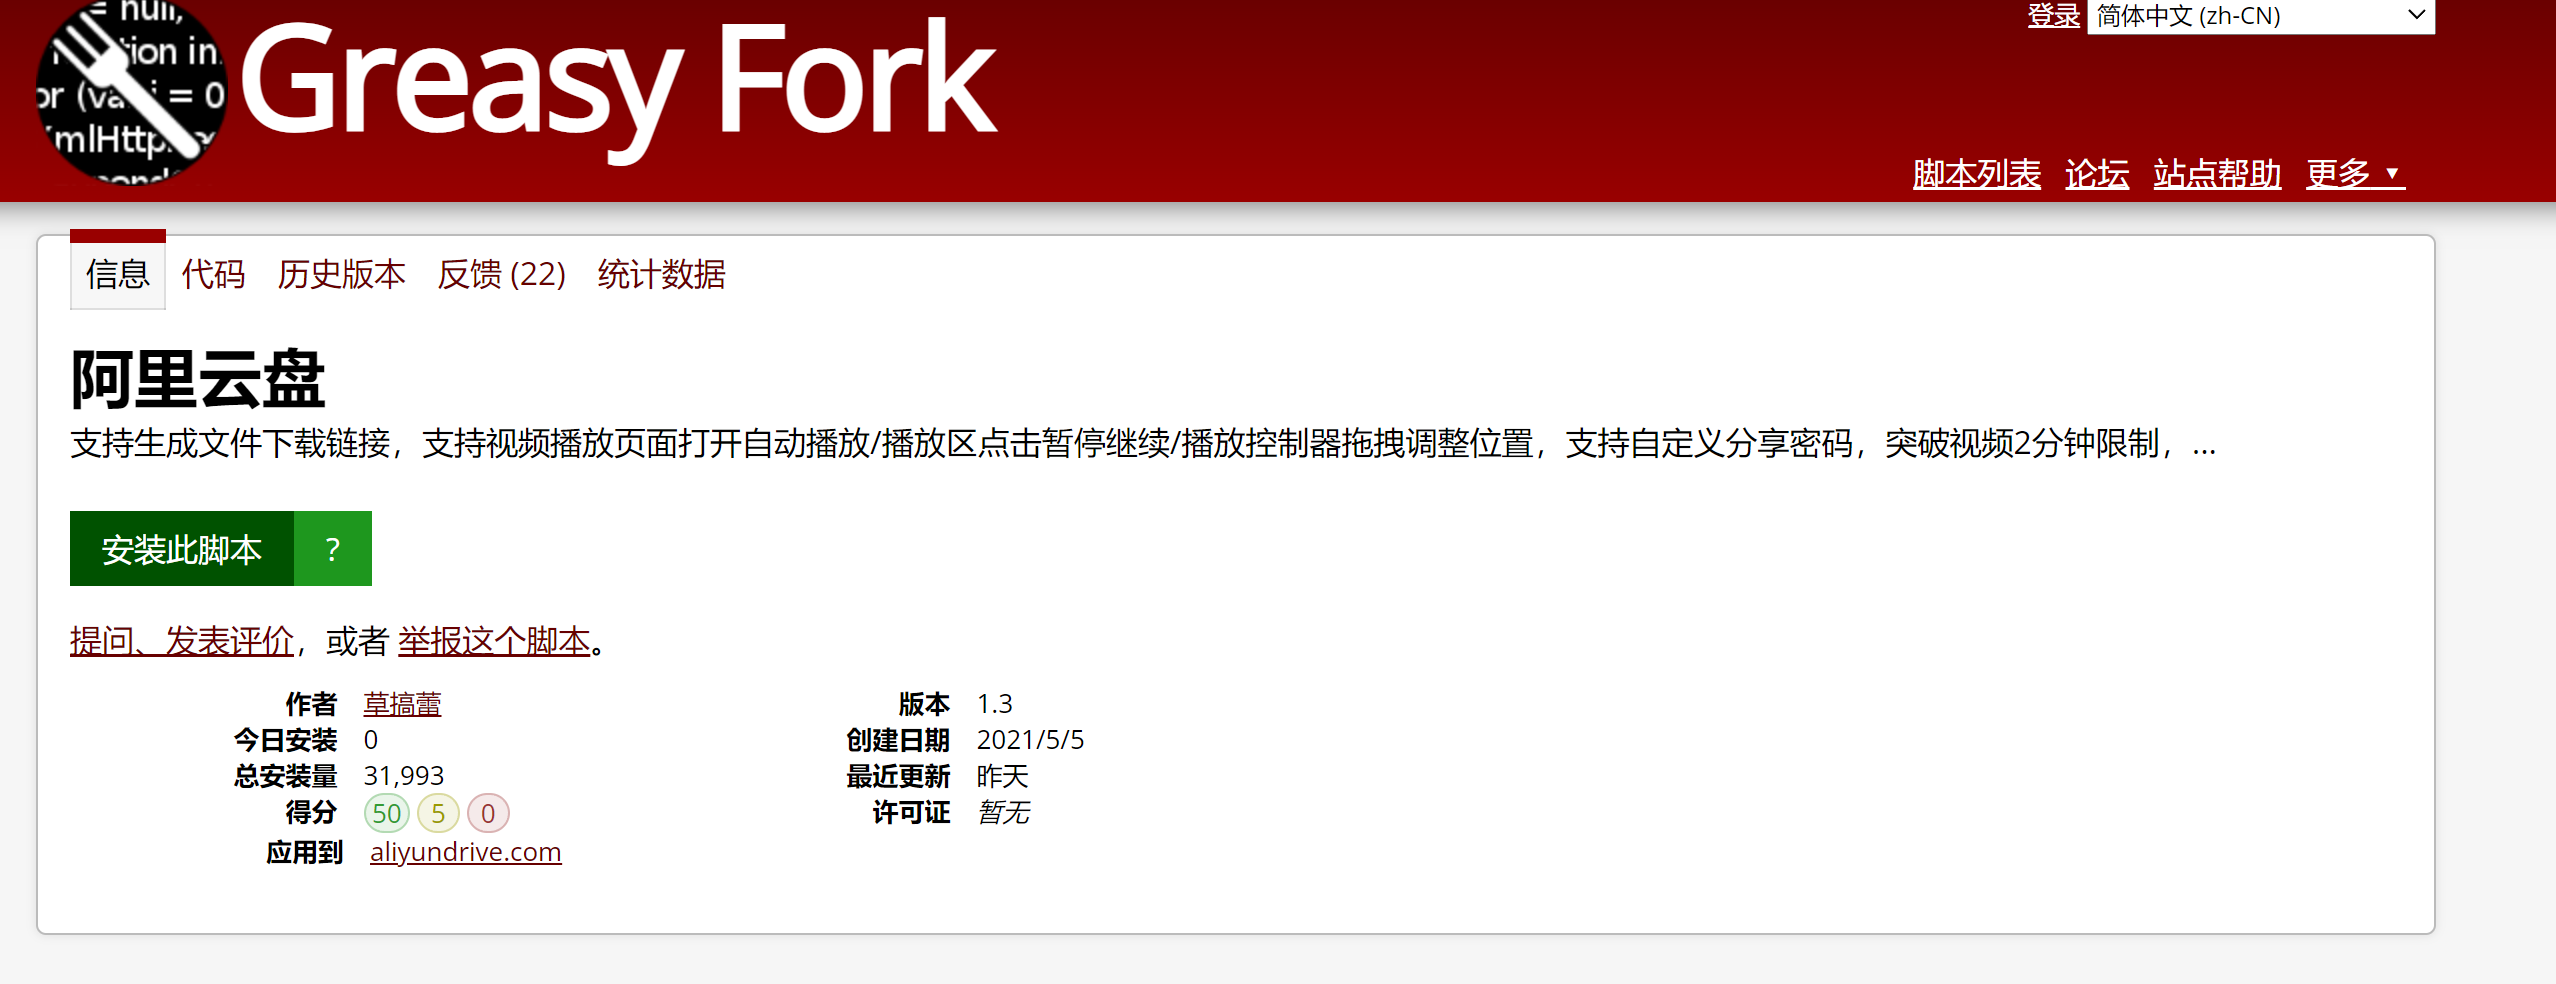 = null,
tion in
or (va i = 0
mlHttp
Greasy Fork
登录 简体中文 (zh-CN)
脚本列表 论坛 站点帮助 更多 ▼
信息 代码 历史版本 反馈 (22) 统计数据
阿里云盘
支持生成文件下载链接，支持视频播放页面打开自动播放/播放区点击暂停继续/播放控制器拖拽调整位置，支持自定义分享密码，突破视频2分钟限制，...
安装此脚本 ?
提问、发表评价，或者 举报这个脚本。
作者 草搞蕾 版本 1.3
今日安装 0 创建日期 2021/5/5
总安装量 31,993 最近更新 昨天
得分 50 5 0 许可证 暂无
应用到 aliyundrive.com